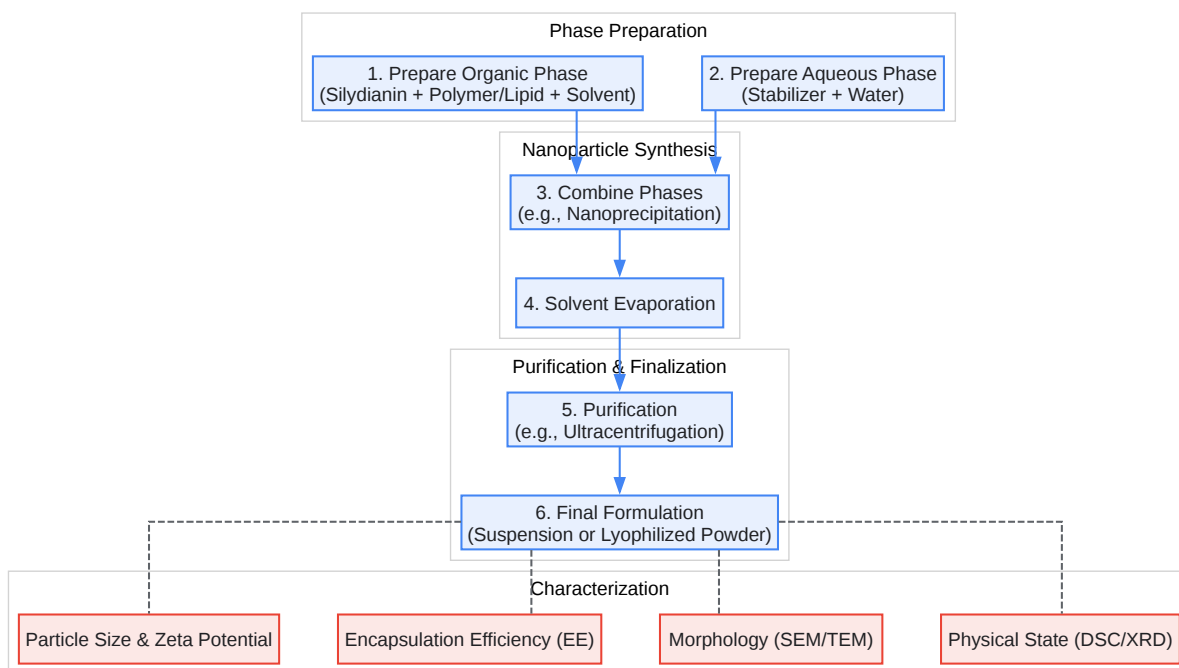 Phase Preparation
1. Prepare Organic Phase
(Silydianin + Polymer/Lipid + Solvent)
2. Prepare Aqueous Phase
(Stabilizer + Water)
Nanoparticle Synthesis
3. Combine Phases
(e.g., Nanoprecipitation)
4. Solvent Evaporation
Purification & Finalization
5. Purification
(e.g., Ultracentrifugation)
6. Final Formulation
(Suspension or Lyophilized Powder)
Characterization
Particle Size & Zeta Potential
Encapsulation Efficiency (EE)
Morphology (SEM/TEM)
Physical State (DSC/XRD)